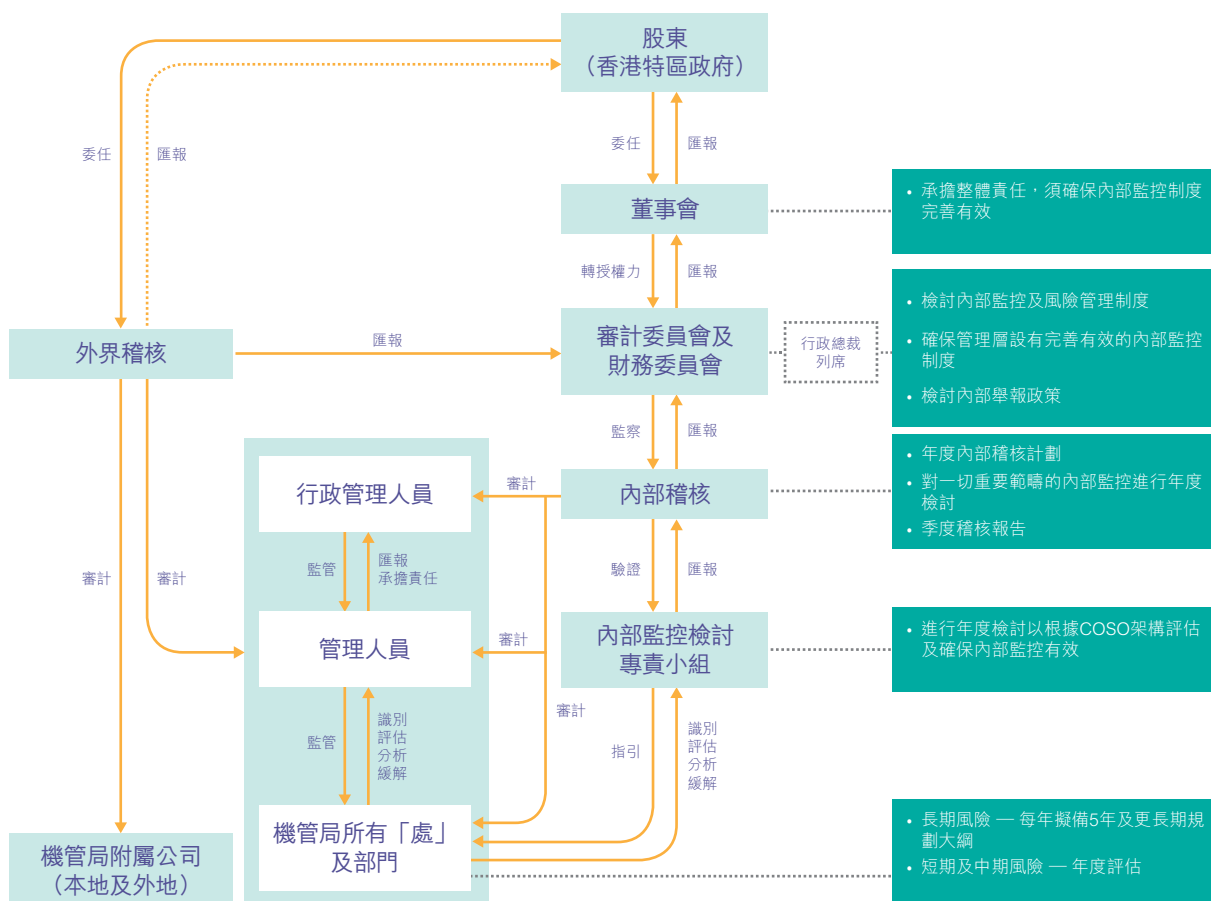 股東
（香港特區政府）
委任
匯報
委任
匯報
董事會
• 承擔整體責任，須確保內部監控制度
完善有效
轉授權力
匯報
外界稽核
匯報
審計委員會及
財務委員會
行政總裁
列席
• 檢討內部監控及風險管理制度
• 確保管理層設有完善有效的內部監控
制度
• 檢討內部舉報政策
監察
匯報
行政管理人員
審計
內部稽核
• 年度內部稽核計劃
• 對一切重要範疇的內部監控進行年度
檢討
• 季度稽核報告
審計
審計
監管
匯報
承擔責任
驗證
匯報
管理人員
審計
內部監控檢討
專責小組
• 進行年度檢討以根據COSO架構評估
及確保內部監控有效
監管
識別
評估
分析
緩解
審計
指引
識別
評估
分析
緩解
機管局附屬公司
（本地及外地）
機管局所有「處」
及部門
• 長期風險 — 每年擬備5年及更長期規
劃大綱
• 短期及中期風險 — 年度評估